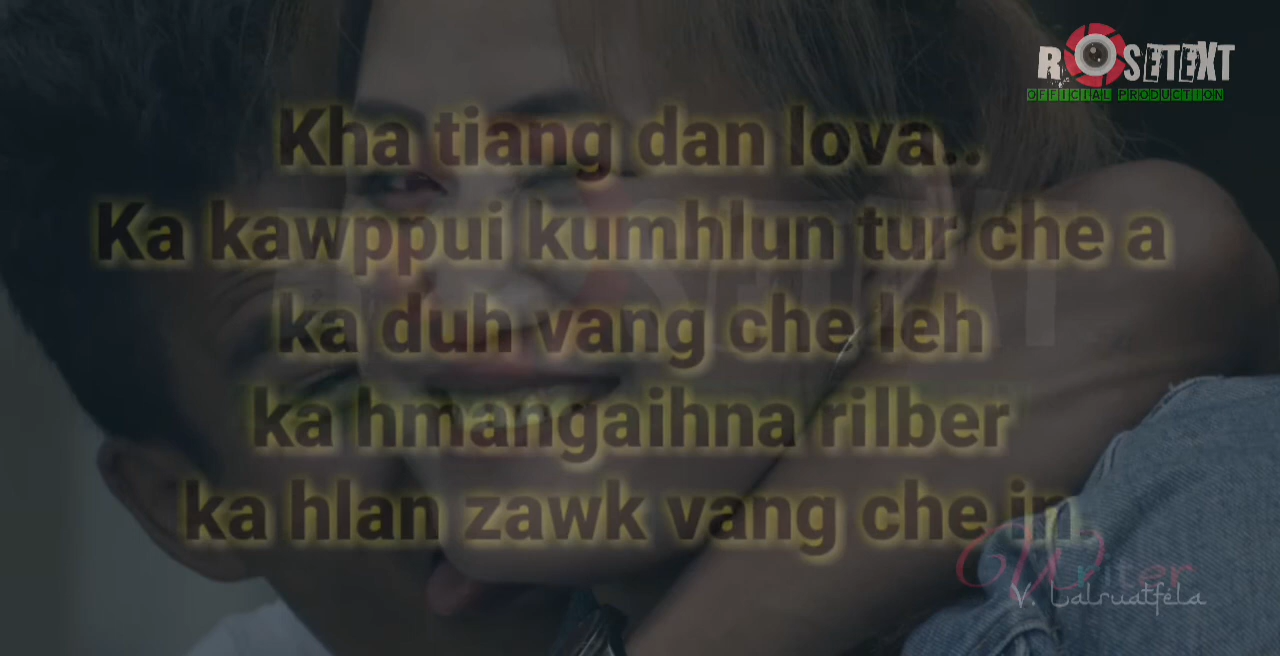 ROSETEXT
OFFICIAL PRODUCTION
Kha tiang dan lova..
Ka kawppui kumhlun tur che a
ka duh vang che leh
ka hmangaihna rilber
ka hlan zawk vang che in
Writer
V. Lalruatfela